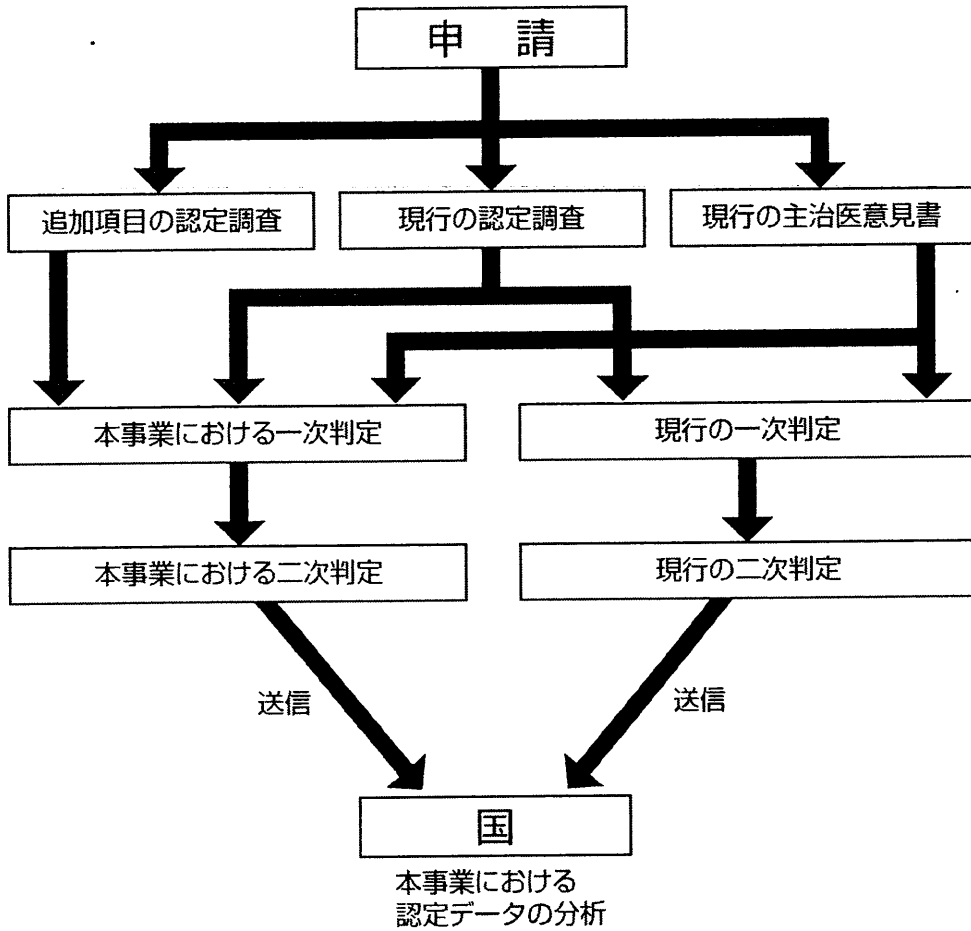 申 請
追加項目の認定調査
現行の認定調査
現行の主治医意見書
本事業における一次判定
現行の一次判定
本事業における二次判定
現行の二次判定
送信
送信
国
本事業における
認定データの分析